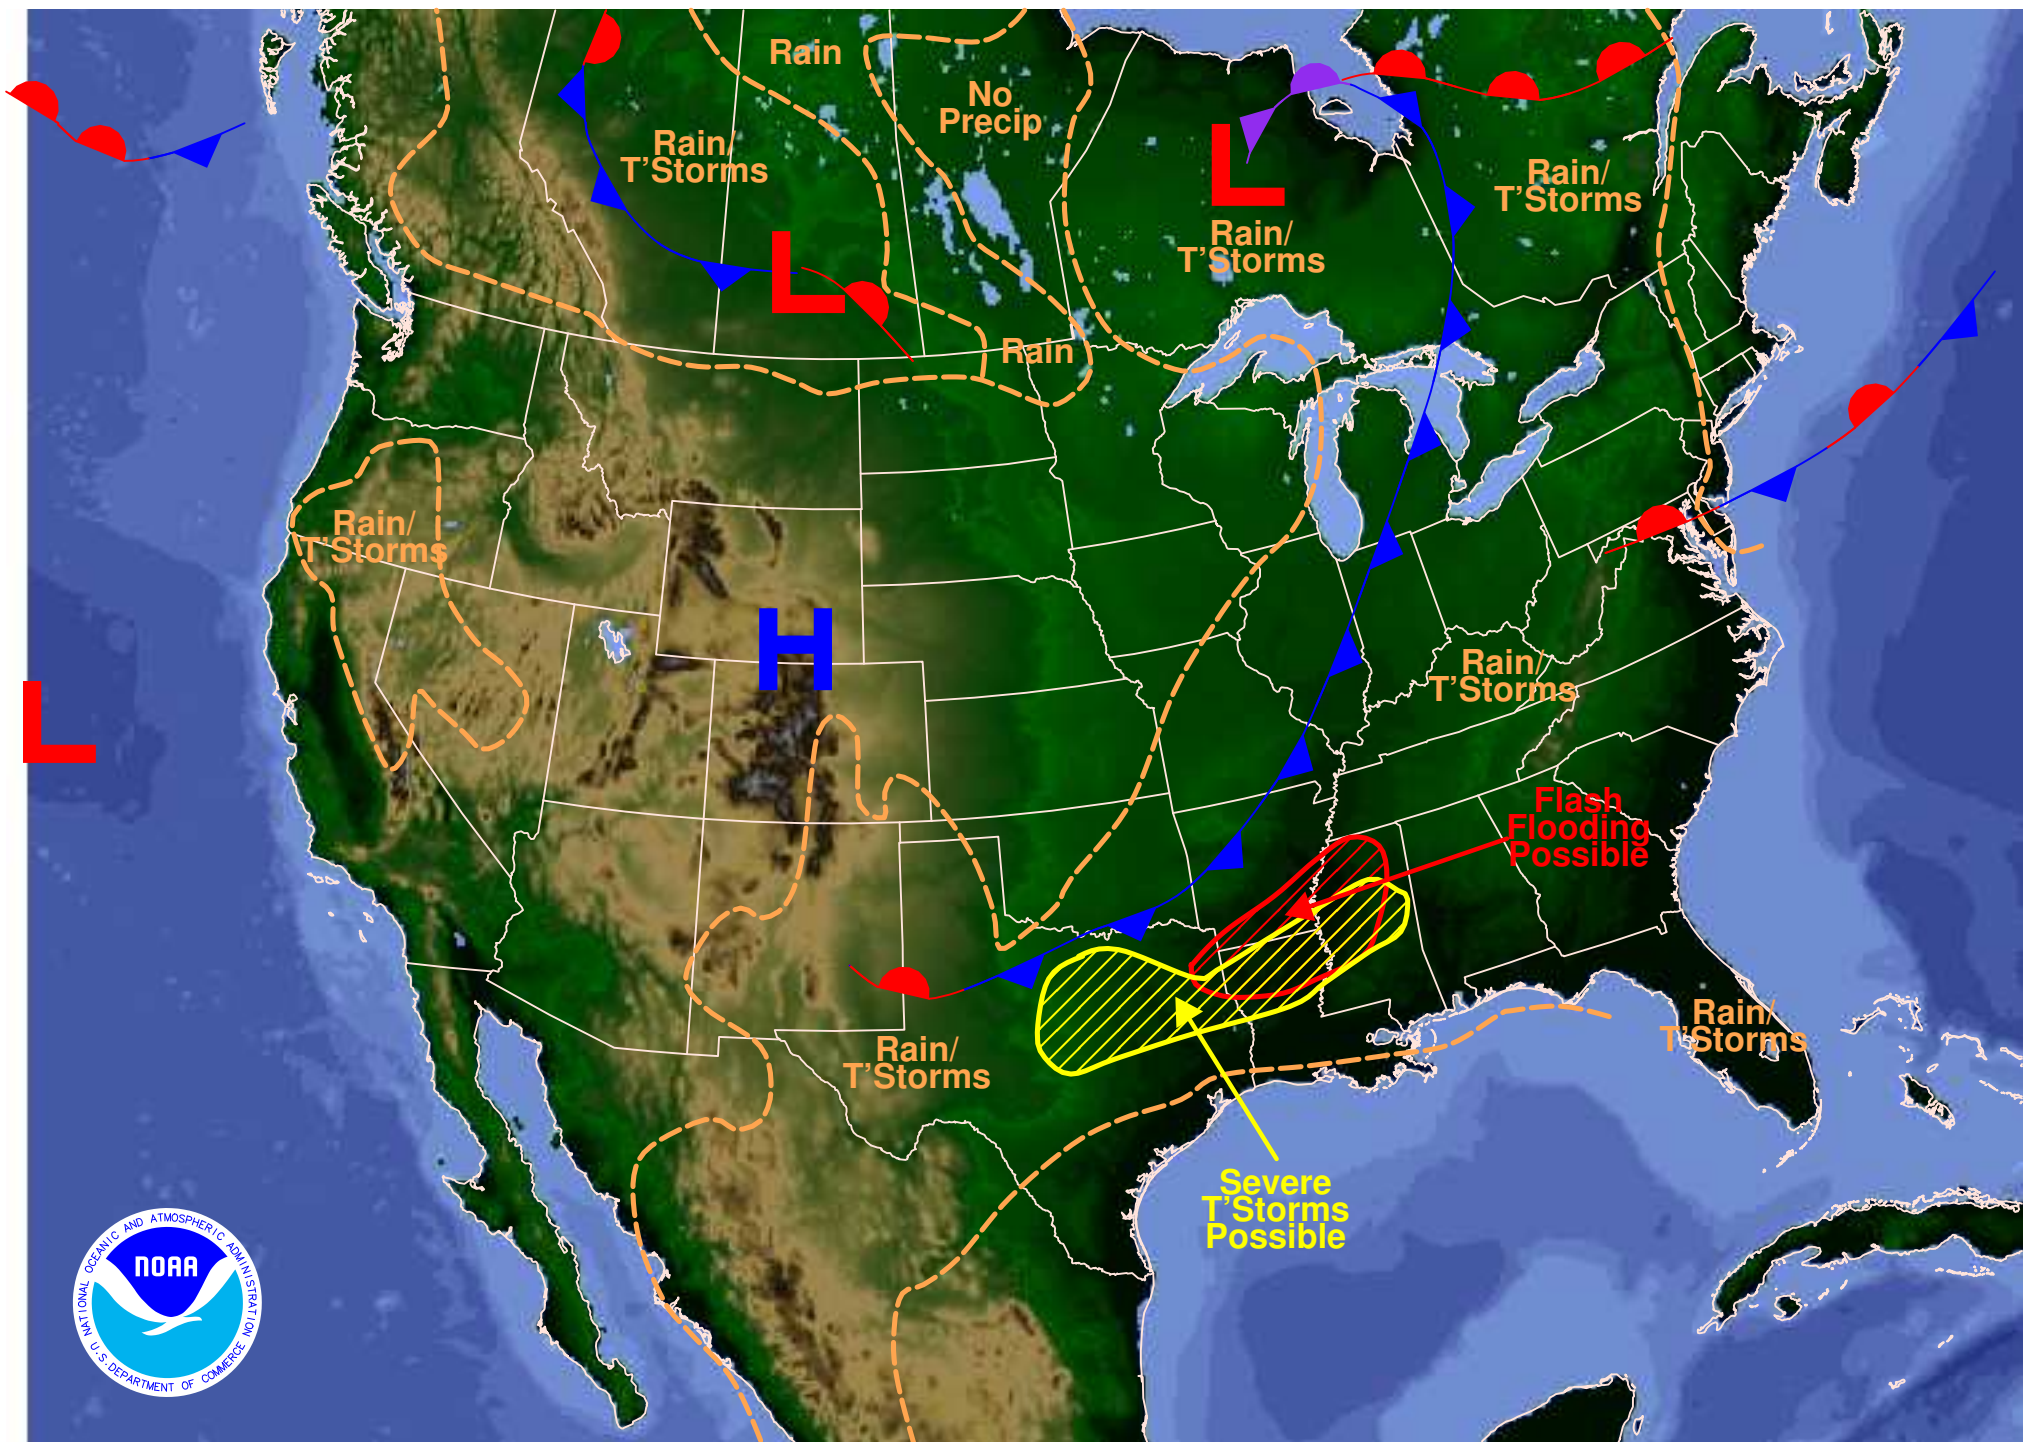 Rain
No
Precip
Rain/
T'Storms
Rain/
T'Storms
Rain/
T'Storms
Rain
Rain/
T'Storms
Rain/
T'Storms
Flash
Flooding
Possible
Rain/
T'Storms
Rain/
T'Storms
Severe
T'Storms
Possible
L
L
L
H
NOAA
NATIONAL OCEANIC AND ATMOSPHERIC ADMINISTRATION
U.S. DEPARTMENT OF COMMERCE